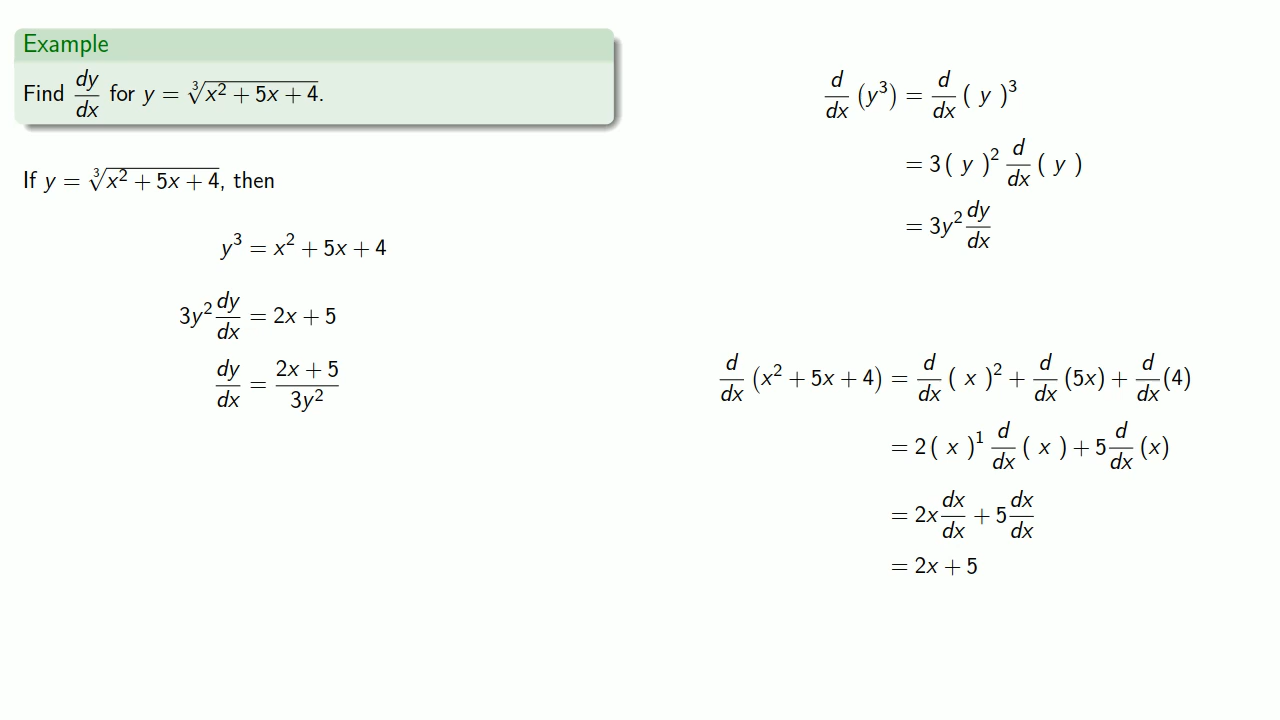 Example
Find dy/dx for y = ∛(x² + 5x + 4).
If y = ∛(x² + 5x + 4), then
y³ = x² + 5x + 4
3y² dy/dx = 2x + 5
dy/dx = (2x + 5)/(3y²)
d/dx (y³) = d/dx ( y )³
= 3 ( y )² d/dx ( y )
= 3y² dy/dx
d/dx (x² + 5x + 4) = d/dx ( x )² + d/dx (5x) + d/dx (4)
= 2 ( x )¹ d/dx ( x ) + 5 d/dx (x)
= 2x dx/dx + 5 dx/dx
= 2x + 5